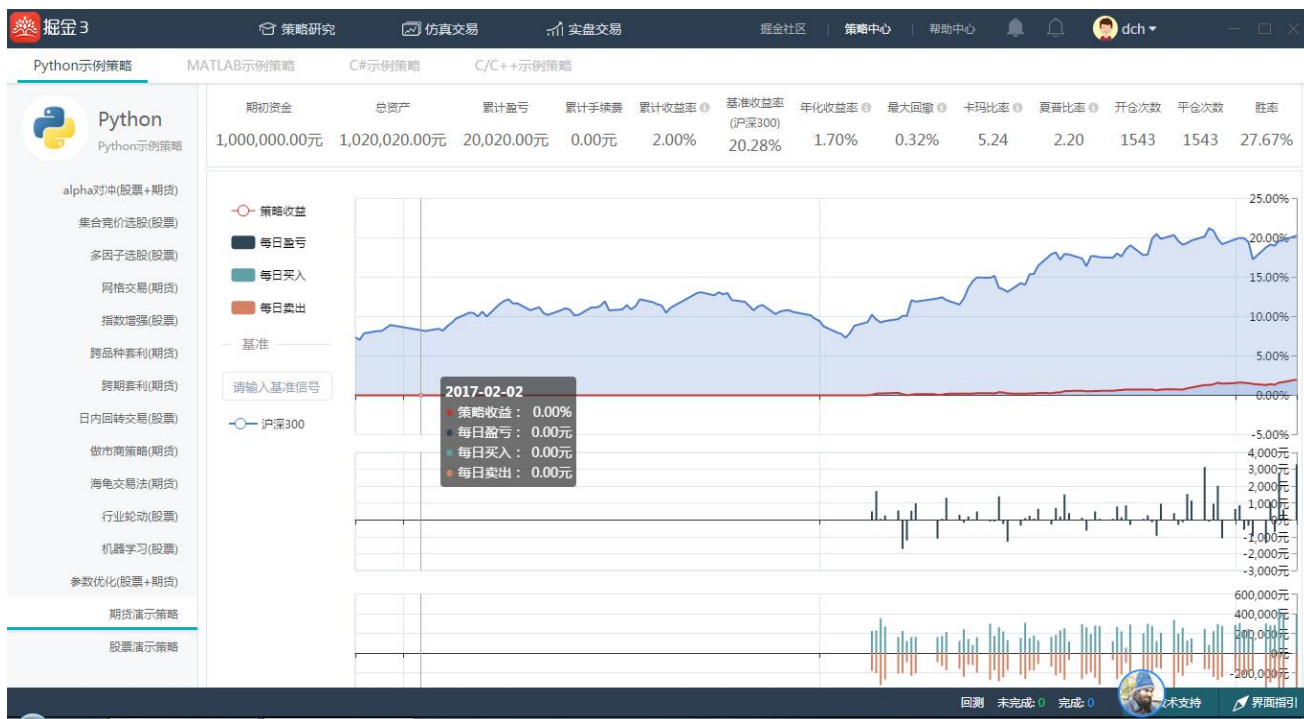 掘金3
策略研究
仿真交易
实盘交易
掘金社区
策略中心
帮助中心
dch
Python示例策略
MATLAB示例策略
C#示例策略
C/C++示例策略
Python
Python示例策略
期初资金
总资产
累计盈亏
累计手续费
累计收益率
基准收益率
(沪深300)
年化收益率
最大回撤
卡玛比率
夏普比率
开仓次数
平仓次数
胜率
1,000,000.00元
1,020,020.00元
20,020.00元
0.00元
2.00%
20.28%
1.70%
0.32%
5.24
2.20
1543
1543
27.67%
alpha对冲(股票+期货)
集合竞价选股(股票)
多因子选股(股票)
网格交易(期货)
指数增强(股票)
跨品种套利(期货)
跨期套利(期货)
日内回转交易(股票)
做市商策略(期货)
海龟交易法(期货)
行业轮动(股票)
机器学习(股票)
参数优化(股票+期货)
期货演示策略
股票演示策略
策略收益
每日盈亏
每日买入
每日卖出
基准
请输入基准信号
沪深300
2017-02-02
策略收益： 0.00%
每日盈亏： 0.00元
每日买入： 0.00元
每日卖出： 0.00元
25.00%
20.00%
15.00%
10.00%
5.00%
0.00%
-5.00%
4,000元
3,000元
2,000元
1,000元
0元
-1,000元
-2,000元
-3,000元
600,000元
400,000元
200,000元
0元
-200,000元
回测 未完成: 0 完成: 0
术支持
界面指引